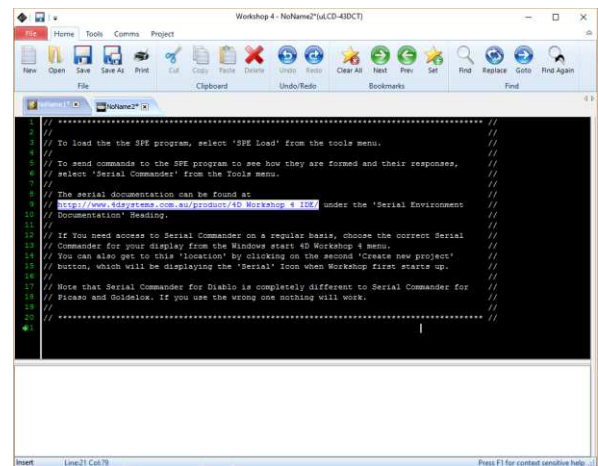 Workshop 4 - NoName2*(uLCD-43DCT)
File Home Tools Comms Project
New Open Save Save As Print Cut Copy Paste Delete Undo Redo Clear All Next Prev Set Find Replace Goto Find Again
File Clipboard Undo/Redo Bookmarks Find
NoName1* NoName2*
1 // ****************************************************************************************** //
2 // //
3 // To load the the SPE program, select 'SPE Load' from the tools menu. //
4 // //
5 // To send commands to the SPE program to see how they are formed and their responses, //
6 // select 'Serial Commander' from the Tools menu. //
7 // //
8 // The serial documentation can be found at //
9 // http://www.4dsystems.com.au/product/4D_Workshop_4_IDE/ under the 'Serial Environment //
10 // Documentation' Heading. //
11 // //
12 // If You need access to Serial Commander on a regular basis, choose the correct Serial //
13 // Commander for your display from the Windows start 4D Workshop 4 menu. //
14 // You can also get to this 'location' by clicking on the second 'Create new project' //
15 // button, which will be displaying the 'Serial' Icon when Workshop first starts up. //
16 // //
17 // Note that Serial Commander for Diablo is completely different to Serial Commander for //
18 // Picaso and Goldelox. If you use the wrong one nothing will work. //
19 // //
20 // ****************************************************************************************** //
21
Insert Line:21 Col:79 Press F1 for context sensitive help